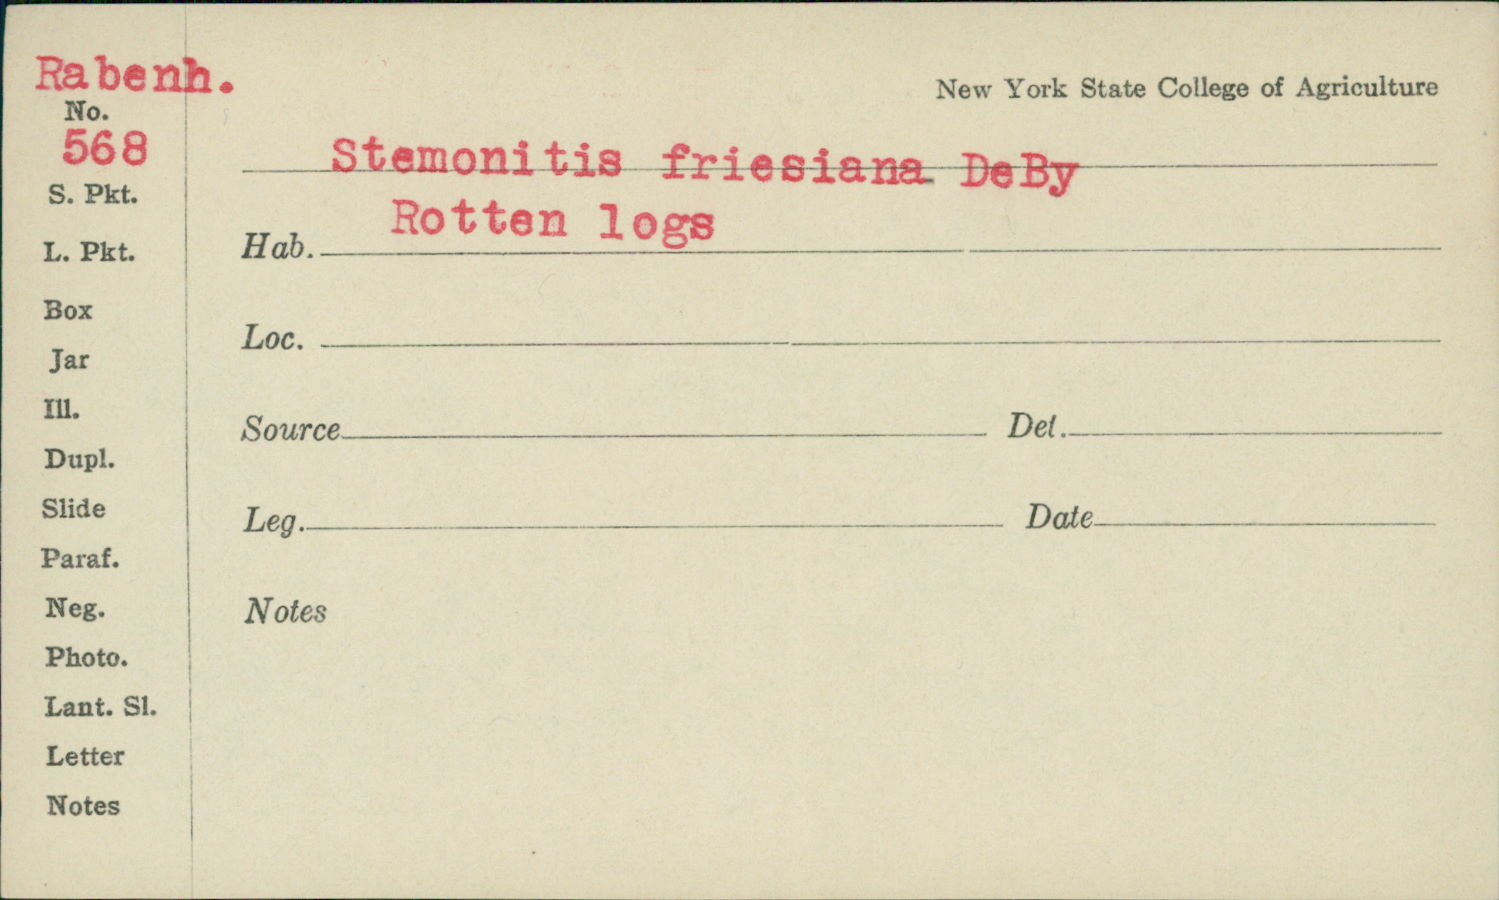 Rabenh.
New York State College of Agriculture
No.
568
Stemonitis friesiana DeBy
S. Pkt.
Rotten logs
Hab.
L. Pkt.
Box
Loc.
Jar
Ill.
Source Det.
Dupl.
Slide
Leg. Date
Paraf.
Neg.
Notes
Photo.
Lant. Sl.
Letter
Notes